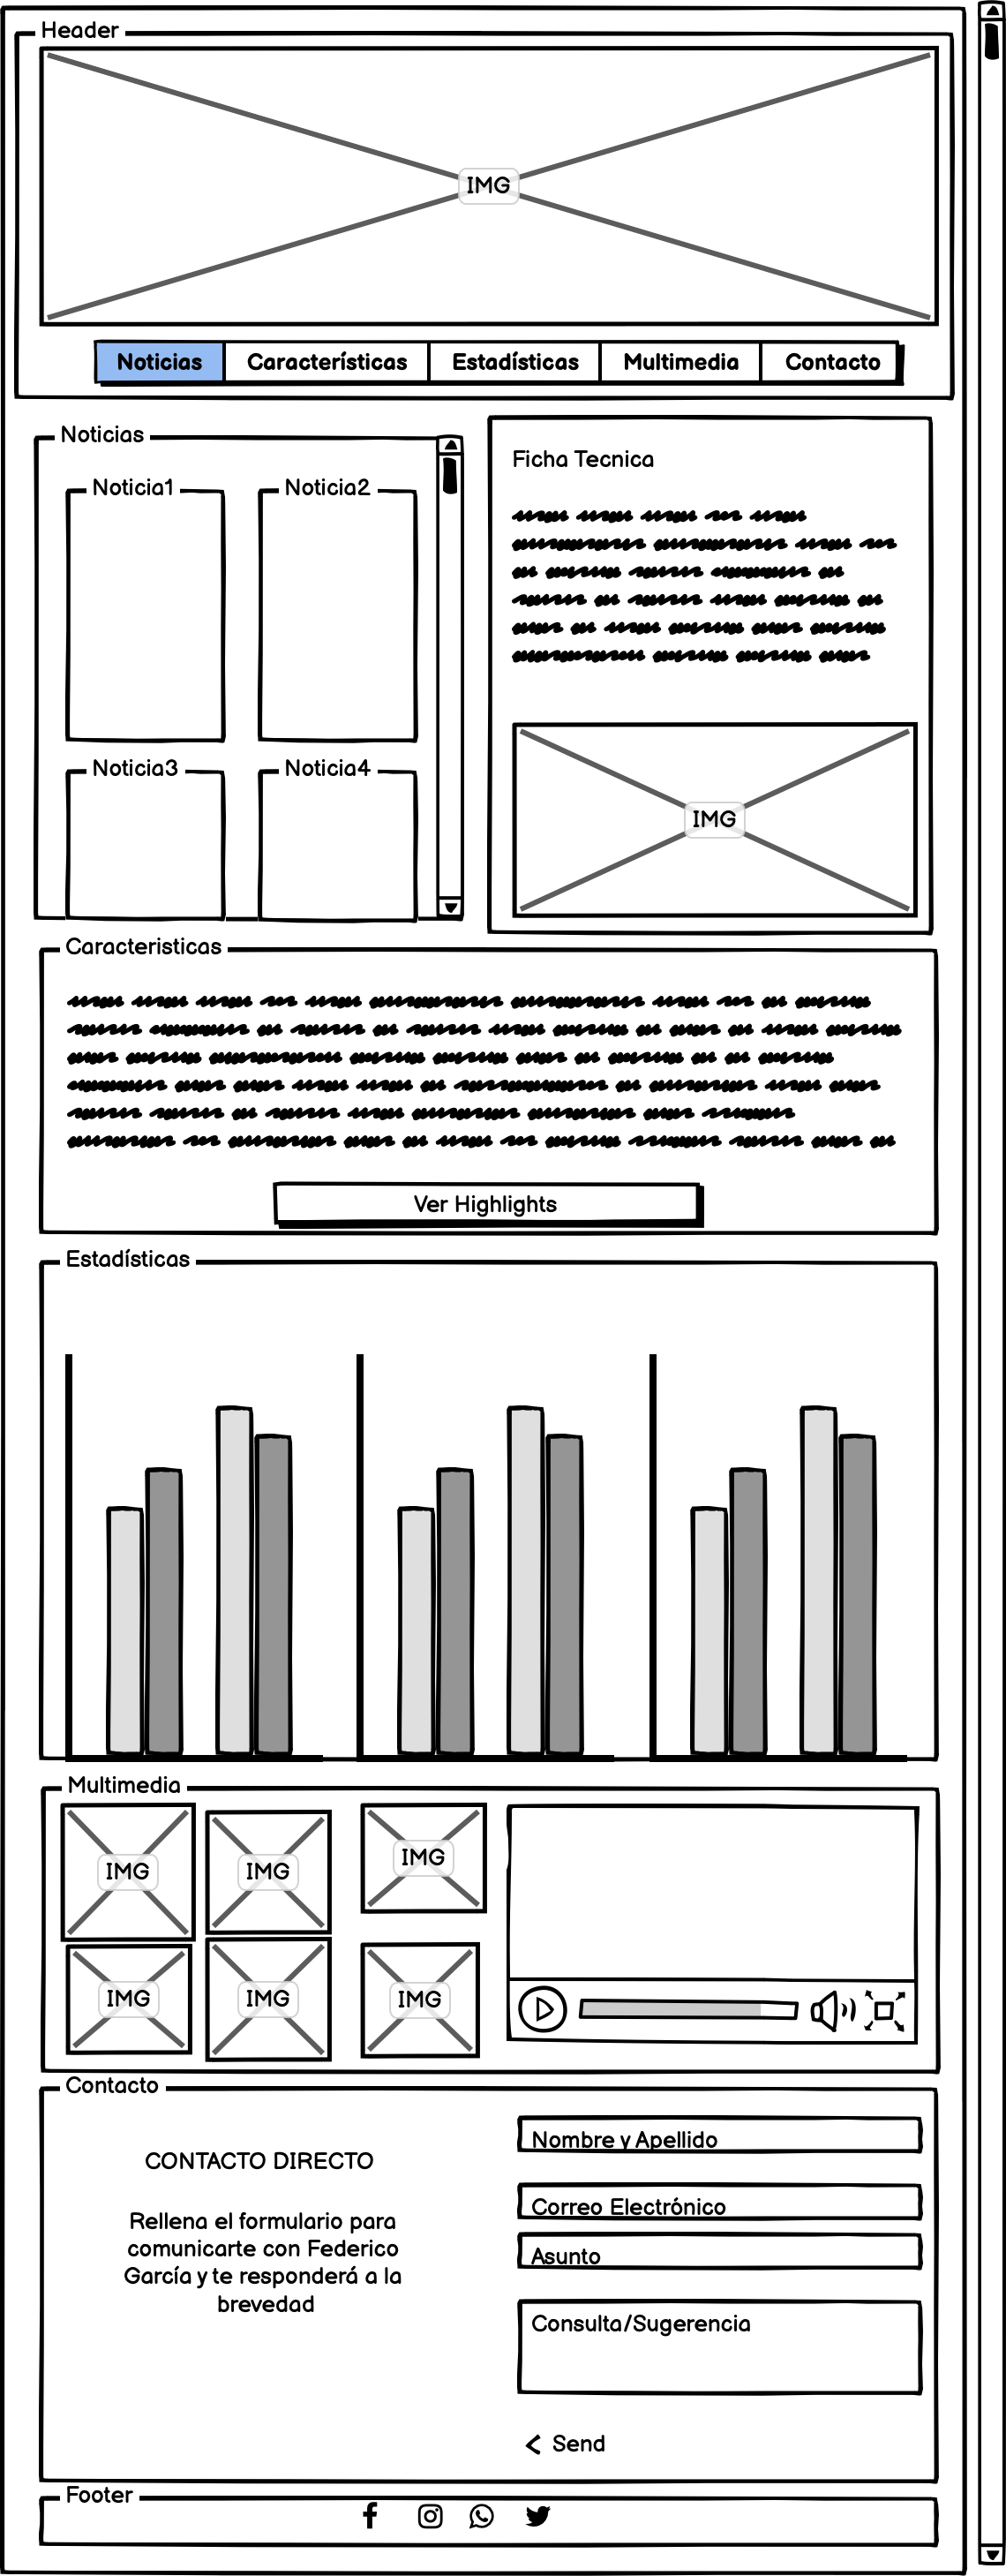 Header
IMG
Noticias Características Estadísticas Multimedia Contacto
Noticias
Noticia1 Noticia2
Noticia3 Noticia4
Ficha Tecnica
IMG
Caracteristicas
Ver Highlights
Estadísticas
Multimedia
IMG IMG IMG
IMG IMG IMG
Contacto
CONTACTO DIRECTO
Rellena el formulario para
comunicarte con Federico
García y te responderá a la
brevedad
Nombre y Apellido
Correo Electrónico
Asunto
Consulta/Sugerencia
Send
Footer